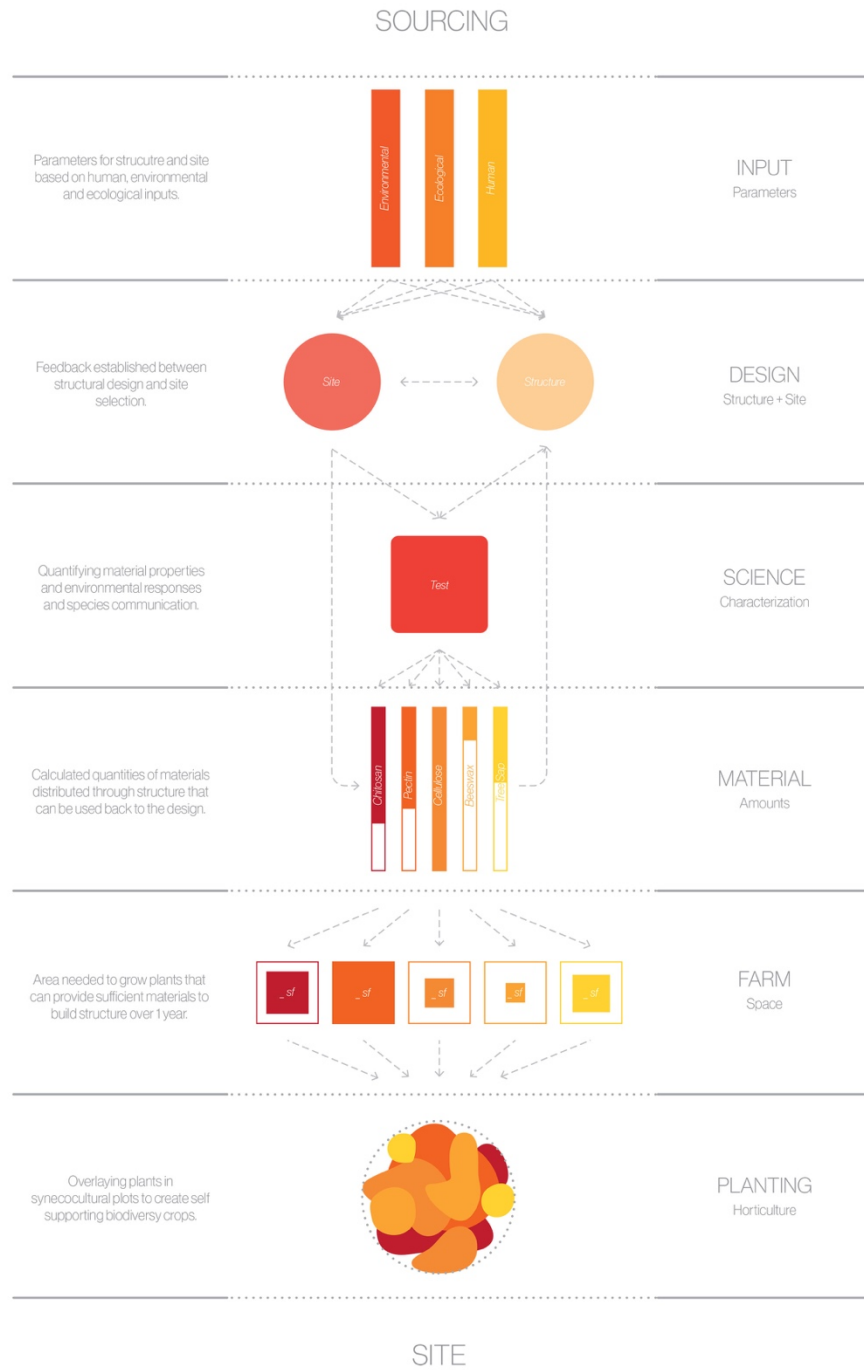 SOURCING
Parameters for strucutre and site
based on human, environmental
and ecological inputs.
Environmental
Ecological
Human
INPUT
Parameters
Feedback established between
structural design and site
selection.
Site
Structure
DESIGN
Structure + Site
Quantifying material properties
and environmental responses
and species communication.
Test
SCIENCE
Characterization
Calculated quantities of materials
distributed through structure that
can be used back to the design.
Chitosan
Pectin
Cellulose
Beeswax
Tree Sap
MATERIAL
Amounts
Area needed to grow plants that
can provide sufficient materials to
build structure over 1 year.
_ sf
_ sf
_ sf
_ sf
_ sf
FARM
Space
Overlaying plants in
synecocultural plots to create self
supporting biodiversy crops.
PLANTING
Horticulture
SITE